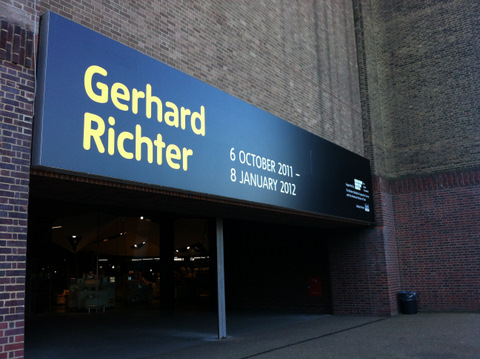 Gerhard
Richter
6 OCTOBER 2011 –
8 JANUARY 2012